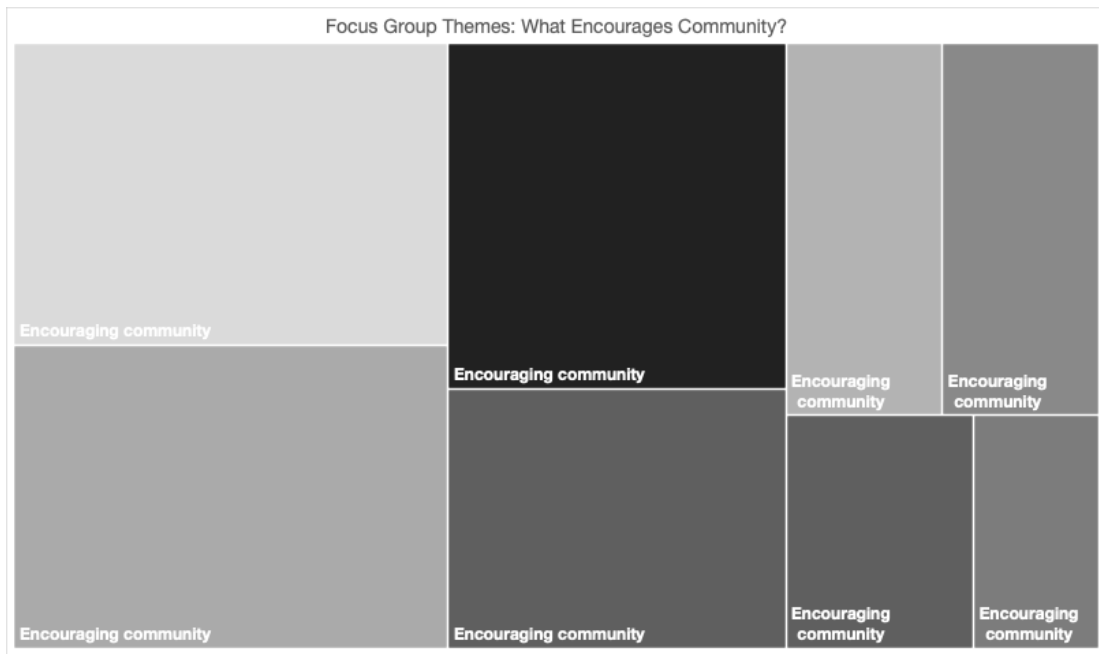 Focus Group Themes: What Encourages Community?
Encouraging community
Encouraging community
Encouraging
community
Encouraging
community
Encouraging community
Encouraging community
Encouraging
community
Encouraging
community